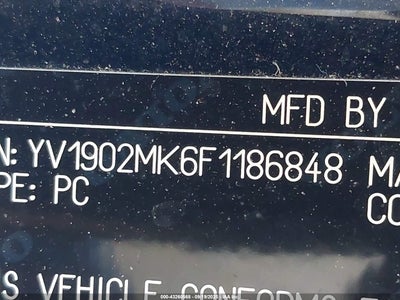 MFD BY
N: YV1902MK6F1186848 MA
PE: PC CO
S VEHICLE CONFORMS